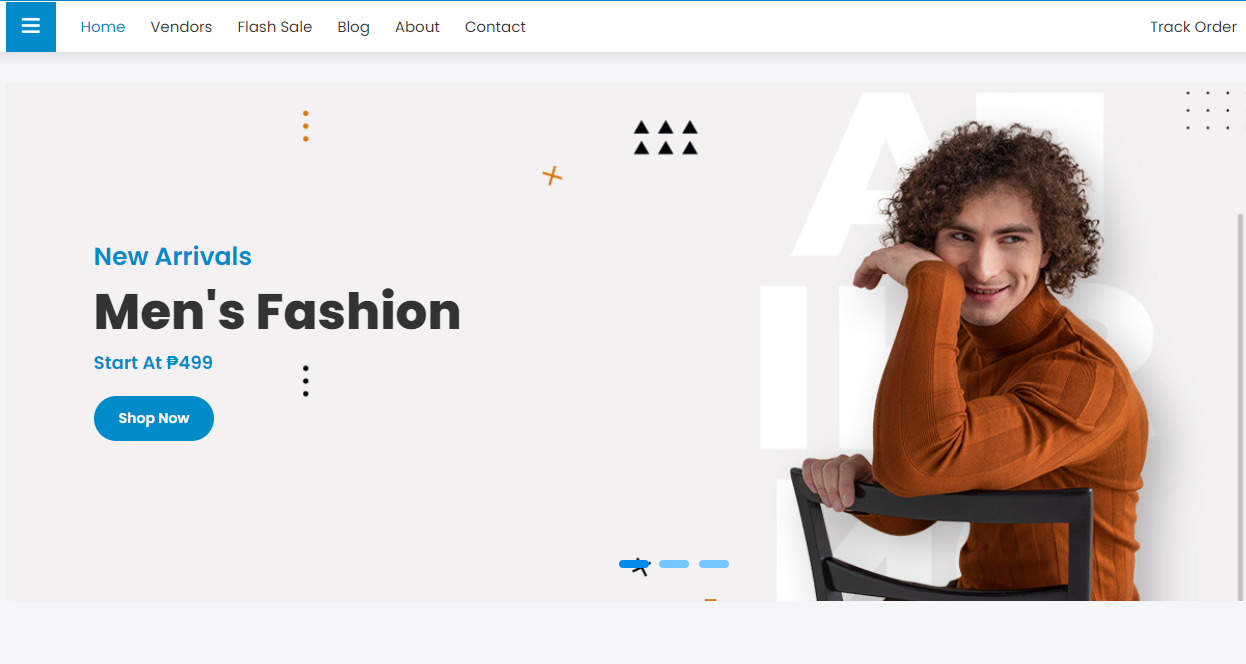 Home Vendors Flash Sale Blog About Contact Track Order
New Arrivals
Men's Fashion
Start At ₱499
Shop Now